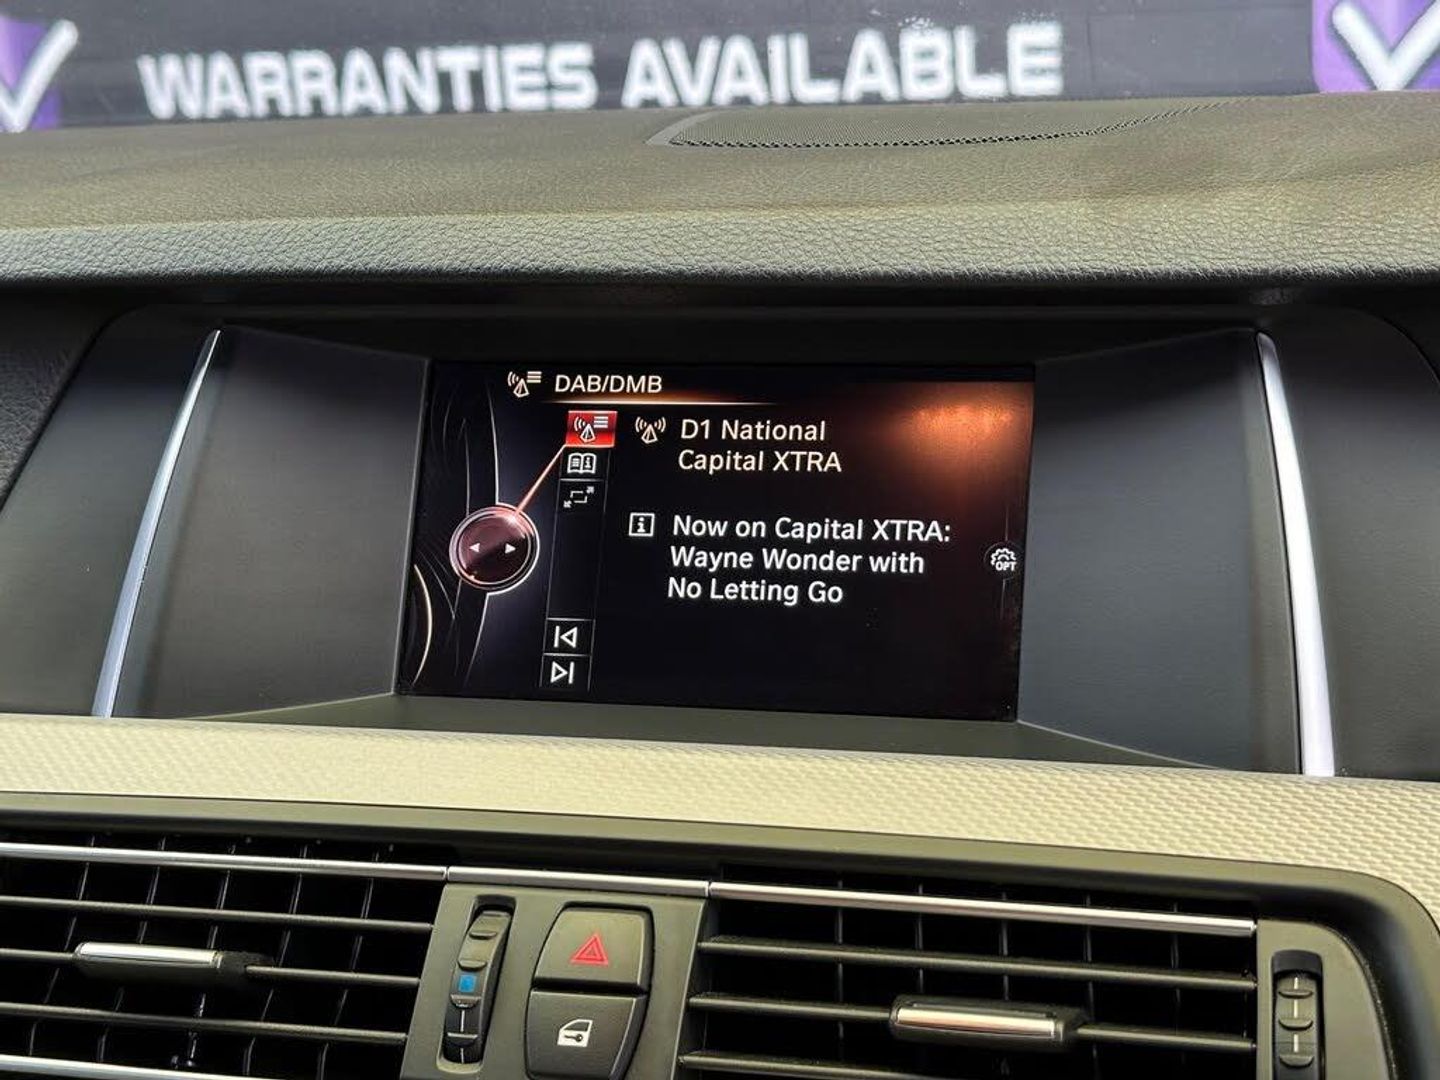 WARRANTIES AVAILABLE
DAB/DMB
D1 National
Capital XTRA
Now on Capital XTRA:
Wayne Wonder with
No Letting Go
OPT